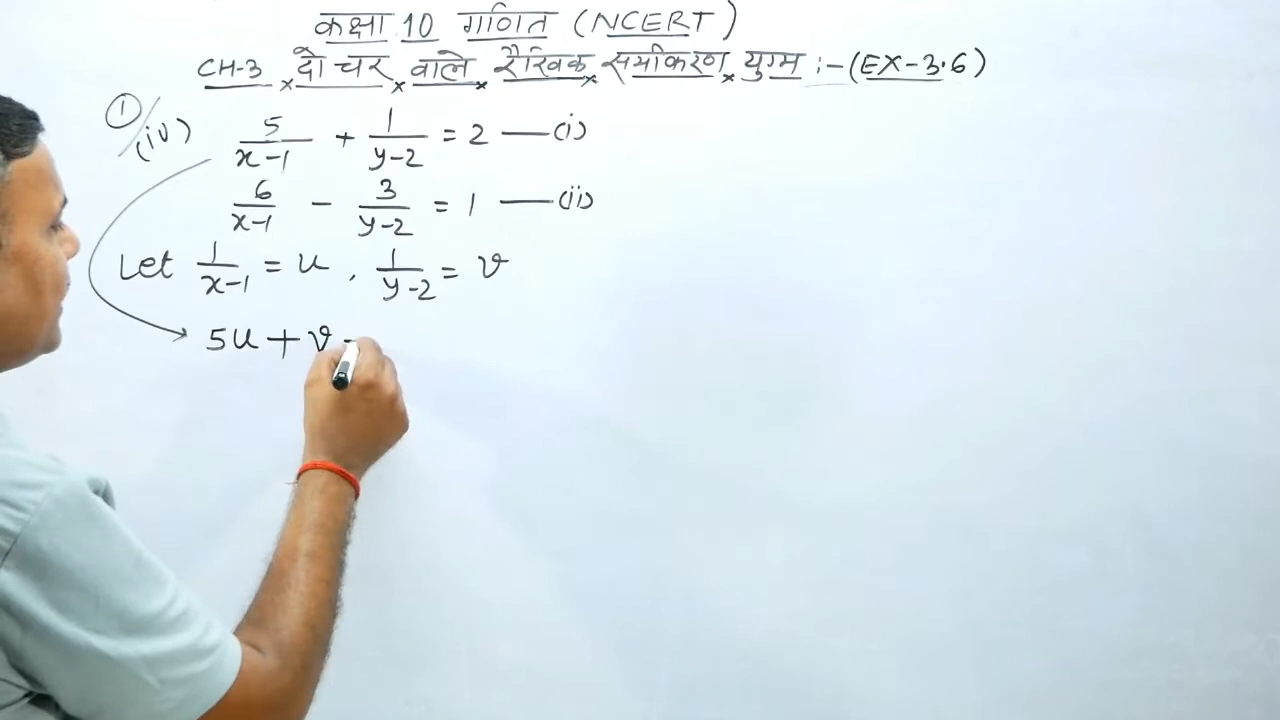 कक्षा 10 गणित (NCERT)
CH-3 दो चर वाले रैखिक समीकरण युग्म :- (EX-3.6)
① (iv) 5/(x-1) + 1/(y-2) = 2 —(i)
6/(x-1) - 3/(y-2) = 1 —(ii)
Let 1/(x-1) = u, 1/(y-2) = v
5u + v -